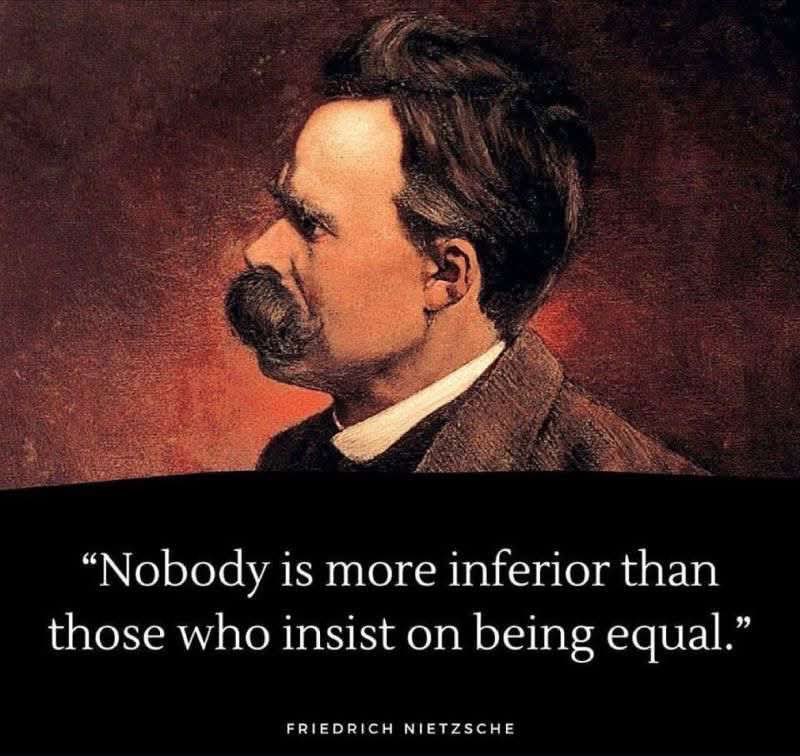 “Nobody is more inferior than
those who insist on being equal.”
FRIEDRICH NIETZSCHE